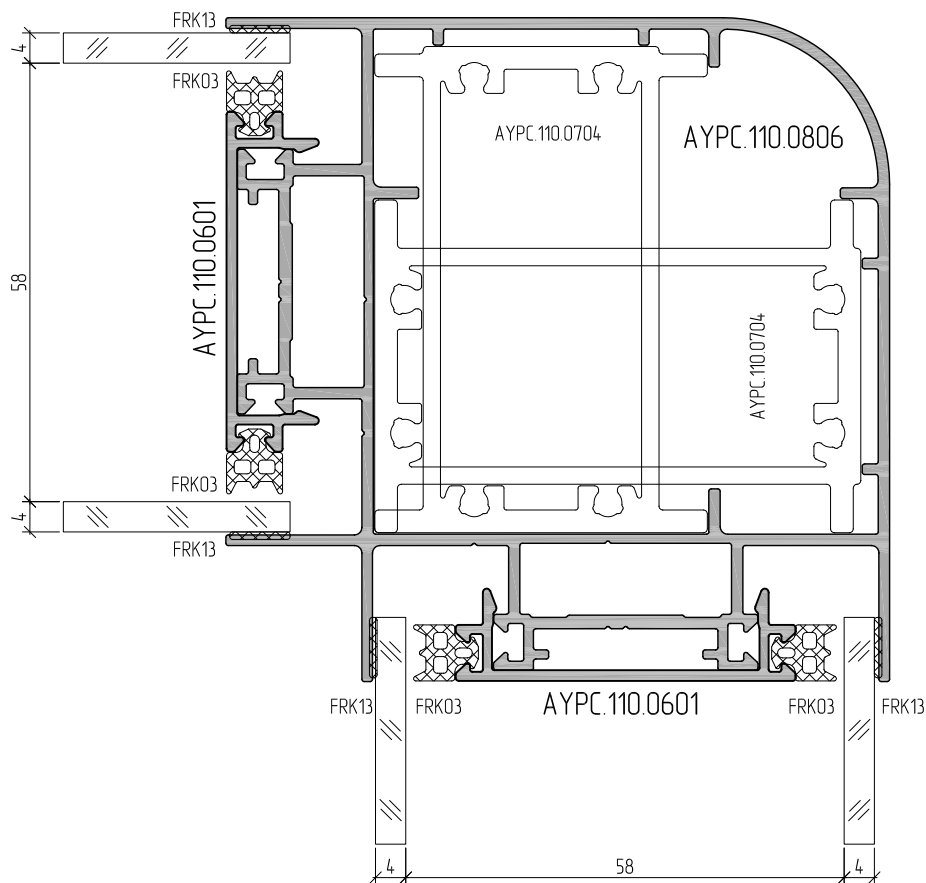 FRK13
4
FRK03
AYPC.110.0704
AYPC.110.0806
AYPC.110.0601
58
AYPC.110.0704
FRK03
4
FRK13
FRK13
FRK03
AYPC.110.0601
FRK03
FRK13
4
58
4